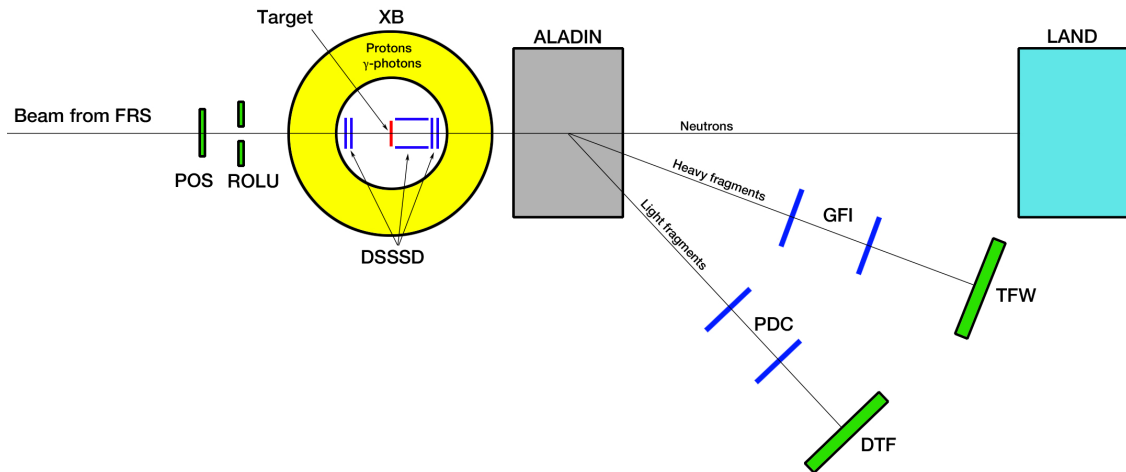 Target
XB
ALADIN
LAND
Protons
γ-photons
Beam from FRS
Neutrons
POS
ROLU
Heavy fragments
Light fragments
GFI
DSSSD
TFW
PDC
DTF